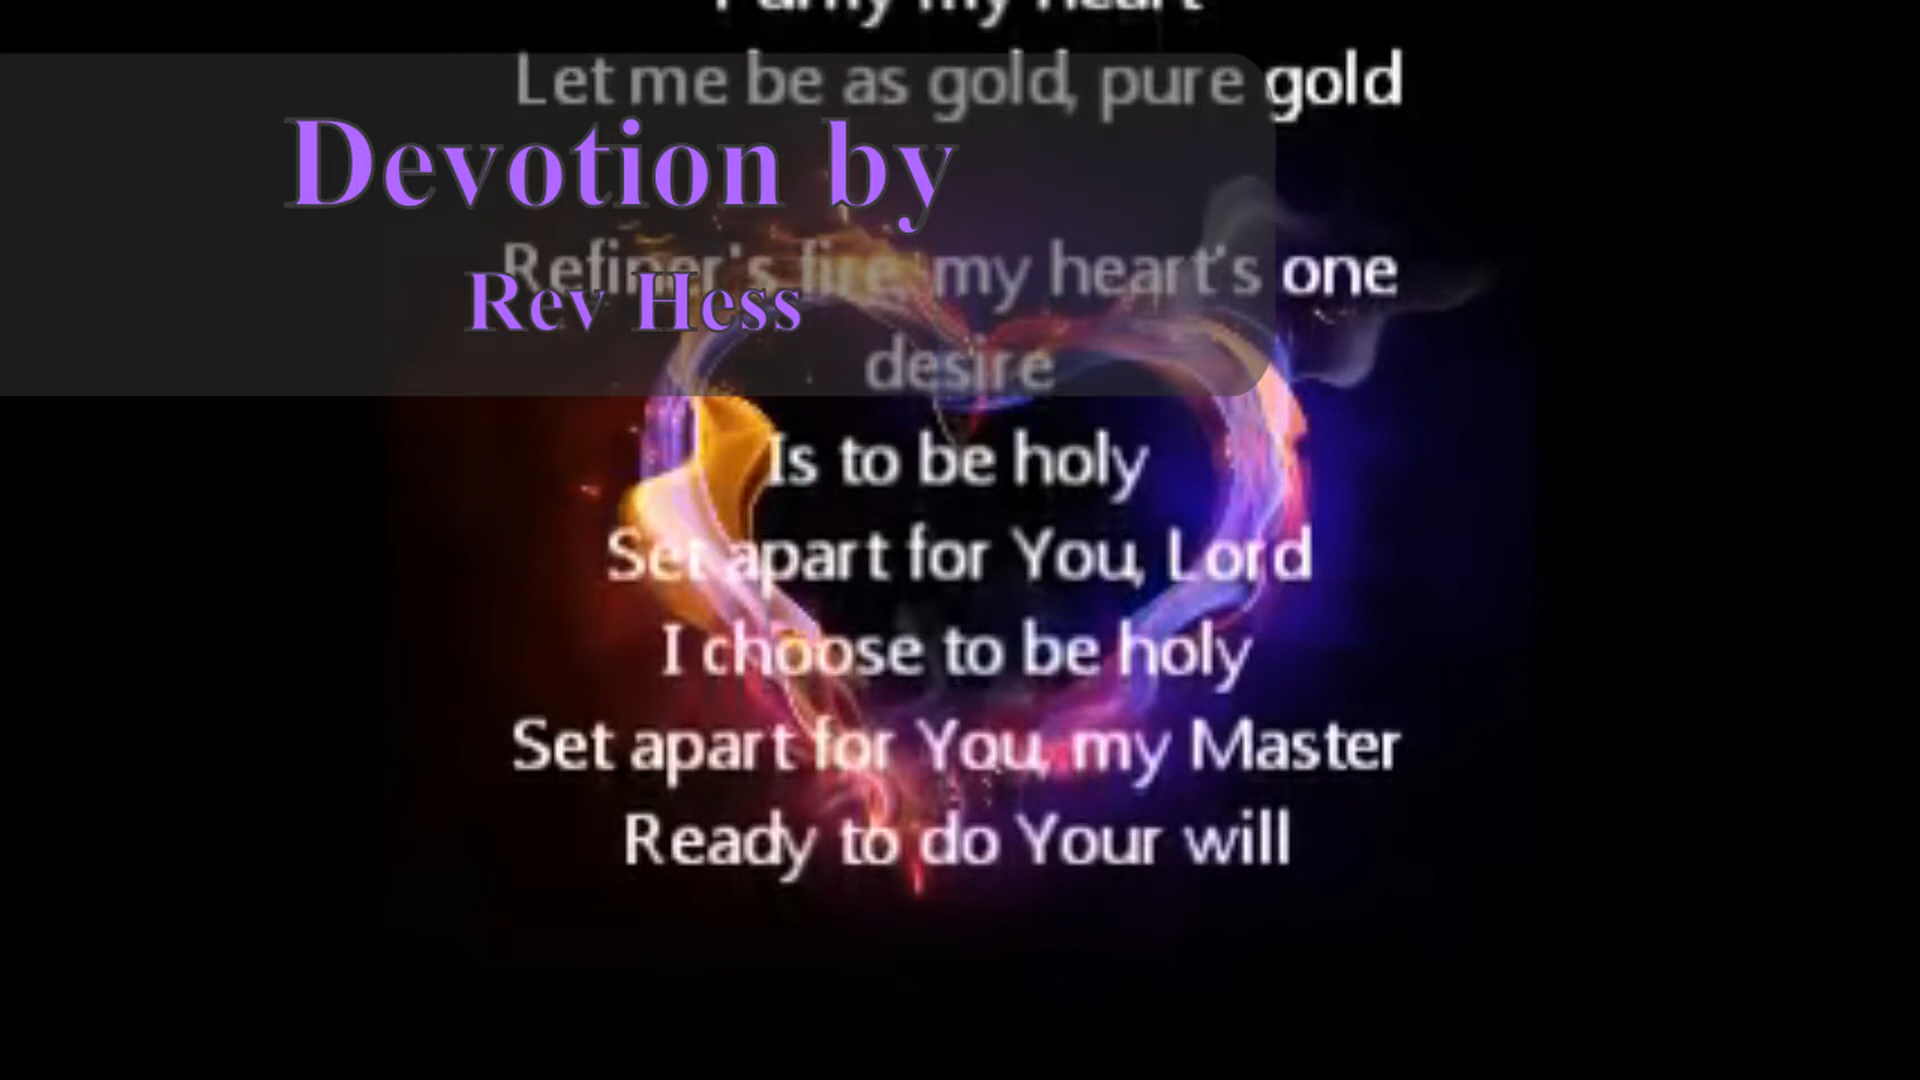 Purify my heart
Let me be as gold, pure gold
Devotion by
Refiner's fire, my heart's one
Rev Hess
desire
Is to be holy
Set apart for You, Lord
I choose to be holy
Set apart for You, my Master
Ready to do Your will